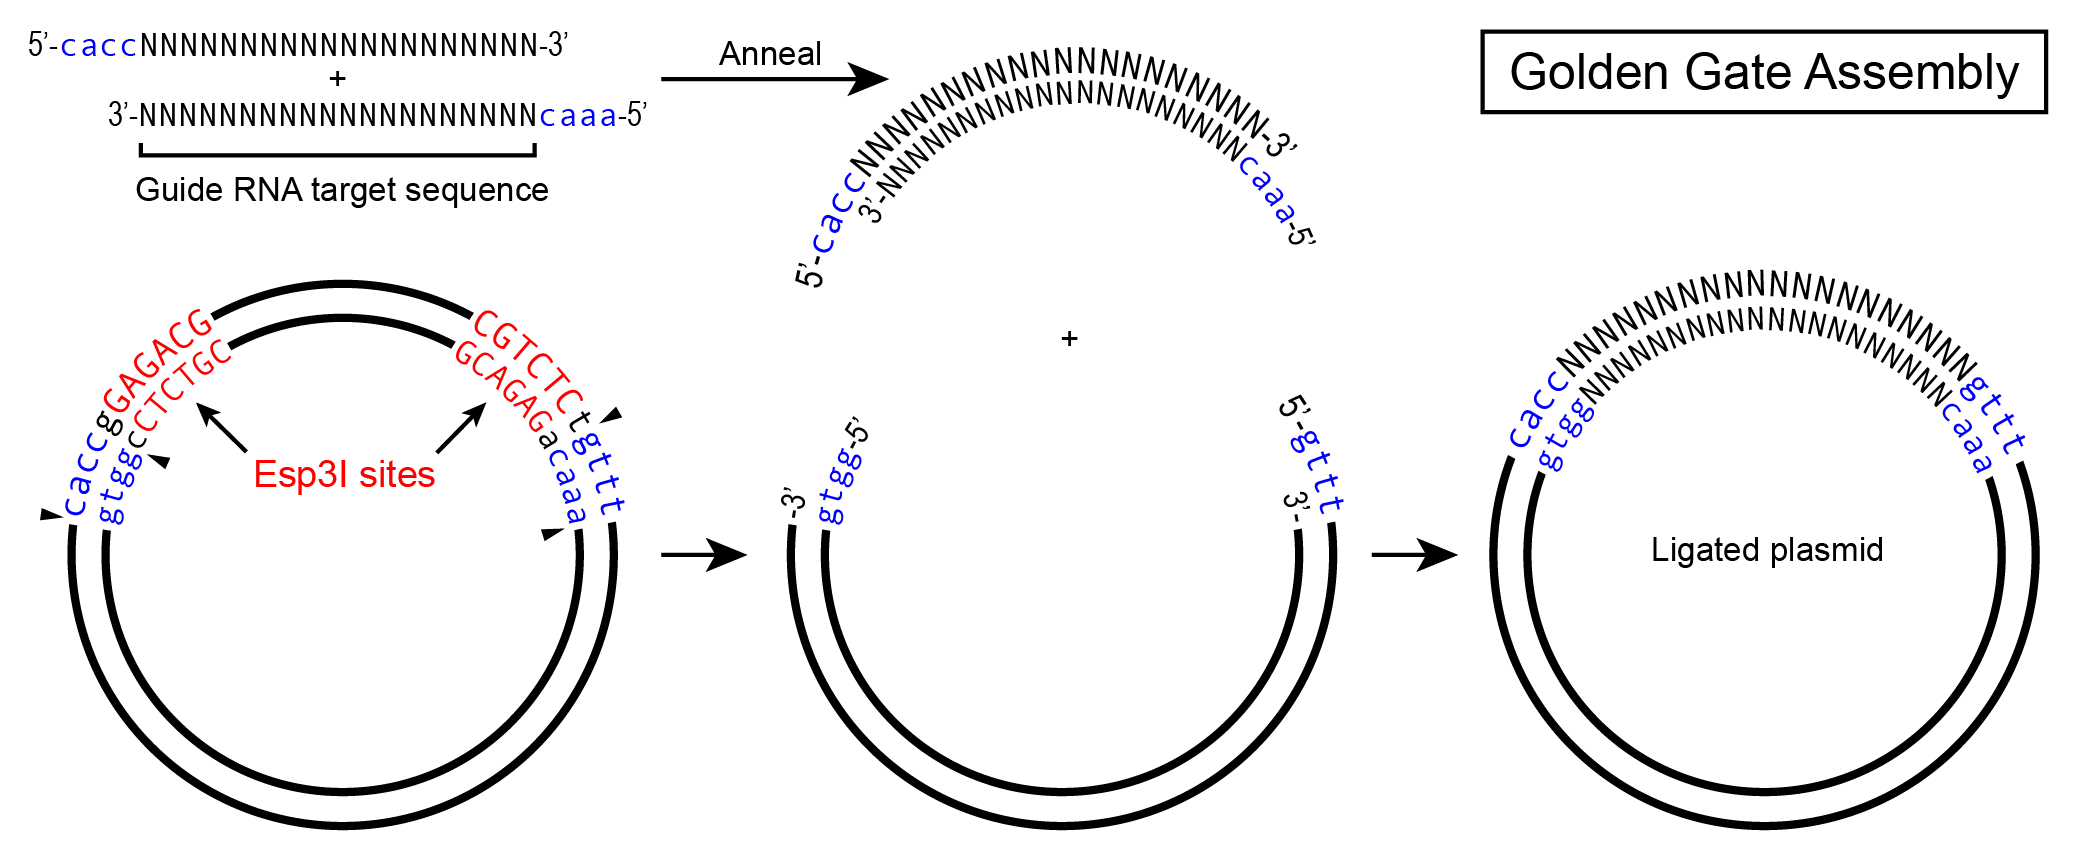 5’-caccNNNNNNNNNNNNNNNNNNNN-3’
+
3’-NNNNNNNNNNNNNNNNNNNNcaaa-5’
Guide RNA target sequence
Anneal
Golden Gate Assembly
5’-caccNNNNNNNNNNNNNNNNNNNN-3’
3’-NNNNNNNNNNNNNNNNNNNNcaaa-5’
+
caccgGAGACG
gtggcCTCTGC
CGTCTCtgttt
GCAGAGacaaa
Esp3I sites
-3’
gtgg-5’
5’-gttt
3’-
caccNNNNNNNNNNNNNNNNNNNNgttt
gtggNNNNNNNNNNNNNNNNNNNNcaaa
Ligated plasmid